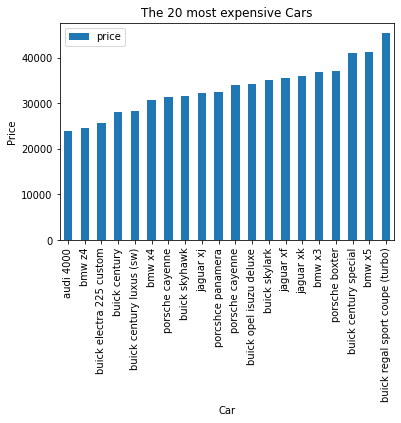 The 20 most expensive Cars
price
Price
40000
30000
20000
10000
0
audi 4000
bmw z4
buick electra 225 custom
buick century
buick century luxus (sw)
bmw x4
porsche cayenne
buick skyhawk
jaguar xj
porcshce panamera
porsche cayenne
buick opel isuzu deluxe
buick skylark
jaguar xf
jaguar xk
bmw x3
porsche boxter
buick century special
bmw x5
buick regal sport coupe (turbo)
Car